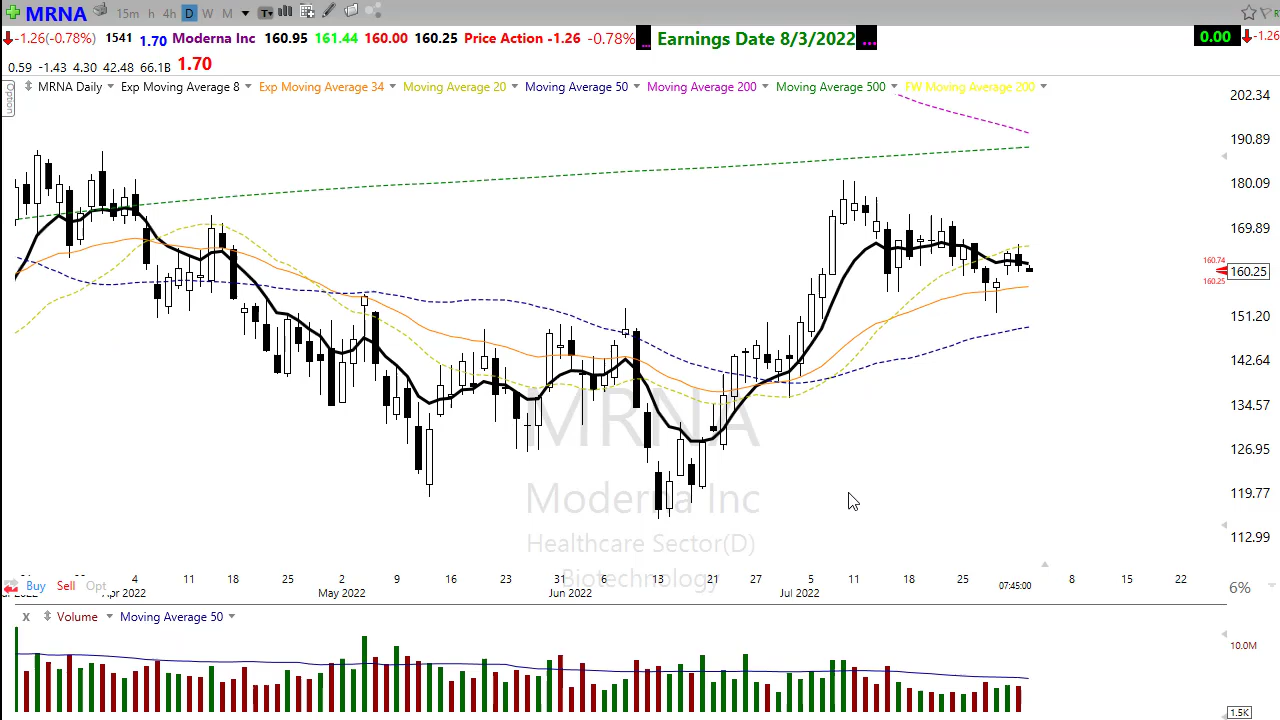 MRNA 15m h 4h D W M T
-1.26(-0.78%) 1541 1.70 Moderna Inc 160.95 161.44 160.00 160.25 Price Action -1.26 -0.78% ... Earnings Date 8/3/2022 ... 0.00 -1.26
0.59 -1.43 4.30 42.48 66.1B 1.70
Option
MRNA Daily Exp Moving Average 8 Exp Moving Average 34 Moving Average 20 Moving Average 50 Moving Average 200 Moving Average 500 FW Moving Average 200
202.34
190.89
180.09
169.89
160.74
160.25
160.25
151.20
142.64
134.57
126.95
119.77
112.99
MRNA
Moderna Inc
Healthcare Sector(D)
Biotechnology
4 11 18 25 2 9 16 23 31 6 13 21 27 5 11 18 25 8 15 22
Apr 2022 May 2022 Jun 2022 Jul 2022 07:45:00
Buy Sell Opt
6%
x Volume Moving Average 50
10.0M
1.5K